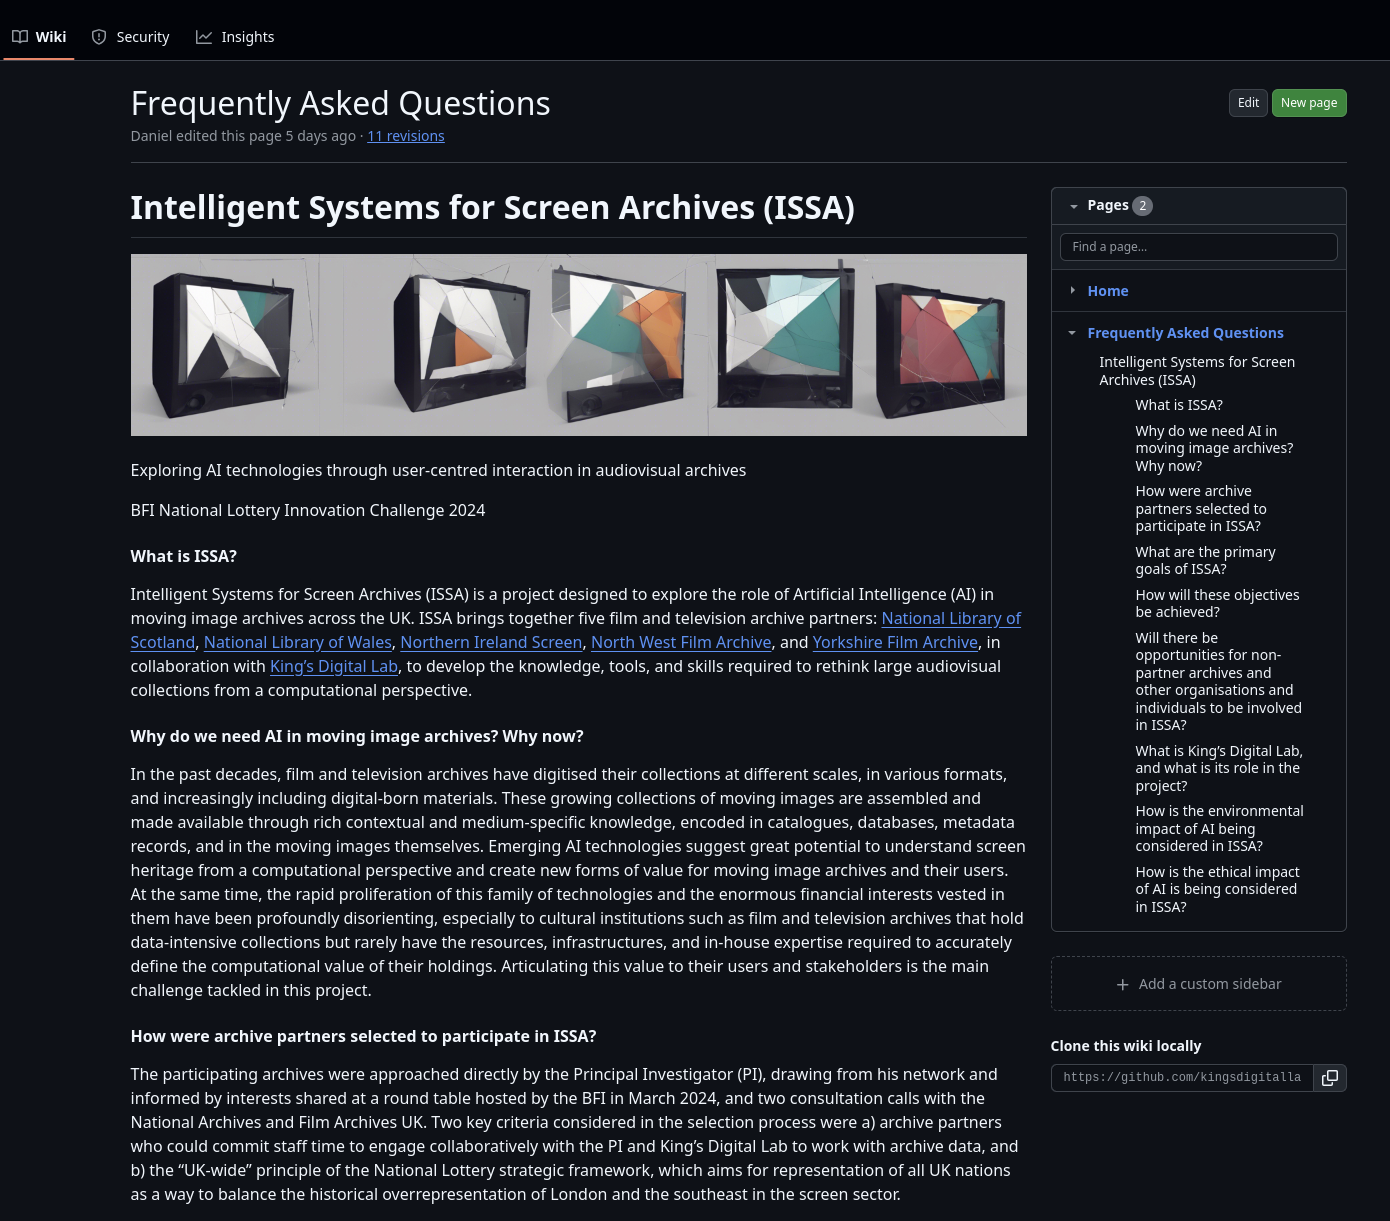 Wiki
Security
Insights
Frequently Asked Questions
Edit
New page
Daniel edited this page 5 days ago · 11 revisions
Intelligent Systems for Screen Archives (ISSA)
Exploring AI technologies through user-centred interaction in audiovisual archives
BFI National Lottery Innovation Challenge 2024
What is ISSA?
Intelligent Systems for Screen Archives (ISSA) is a project designed to explore the role of Artificial Intelligence (AI) in
moving image archives across the UK. ISSA brings together five film and television archive partners: National Library of
Scotland, National Library of Wales, Northern Ireland Screen, North West Film Archive, and Yorkshire Film Archive, in
collaboration with King’s Digital Lab, to develop the knowledge, tools, and skills required to rethink large audiovisual
collections from a computational perspective.
Why do we need AI in moving image archives? Why now?
In the past decades, film and television archives have digitised their collections at different scales, in various formats,
and increasingly including digital-born materials. These growing collections of moving images are assembled and
made available through rich contextual and medium-specific knowledge, encoded in catalogues, databases, metadata
records, and in the moving images themselves. Emerging AI technologies suggest great potential to understand screen
heritage from a computational perspective and create new forms of value for moving image archives and their users.
At the same time, the rapid proliferation of this family of technologies and the enormous financial interests vested in
them have been profoundly disorienting, especially to cultural institutions such as film and television archives that hold
data-intensive collections but rarely have the resources, infrastructures, and in-house expertise required to accurately
define the computational value of their holdings. Articulating this value to their users and stakeholders is the main
challenge tackled in this project.
How were archive partners selected to participate in ISSA?
The participating archives were approached directly by the Principal Investigator (PI), drawing from his network and
informed by interests shared at a round table hosted by the BFI in March 2024, and two consultation calls with the
National Archives and Film Archives UK. Two key criteria considered in the selection process were a) archive partners
who could commit staff time to engage collaboratively with the PI and King’s Digital Lab to work with archive data, and
b) the “UK-wide” principle of the National Lottery strategic framework, which aims for representation of all UK nations
as a way to balance the historical overrepresentation of London and the southeast in the screen sector.
Pages 2
Find a page...
Home
Frequently Asked Questions
Intelligent Systems for Screen
Archives (ISSA)
What is ISSA?
Why do we need AI in
moving image archives?
Why now?
How were archive
partners selected to
participate in ISSA?
What are the primary
goals of ISSA?
How will these objectives
be achieved?
Will there be
opportunities for non-
partner archives and
other organisations and
individuals to be involved
in ISSA?
What is King’s Digital Lab,
and what is its role in the
project?
How is the environmental
impact of AI being
considered in ISSA?
How is the ethical impact
of AI is being considered
in ISSA?
Add a custom sidebar
Clone this wiki locally
https://github.com/kingsdigitalla